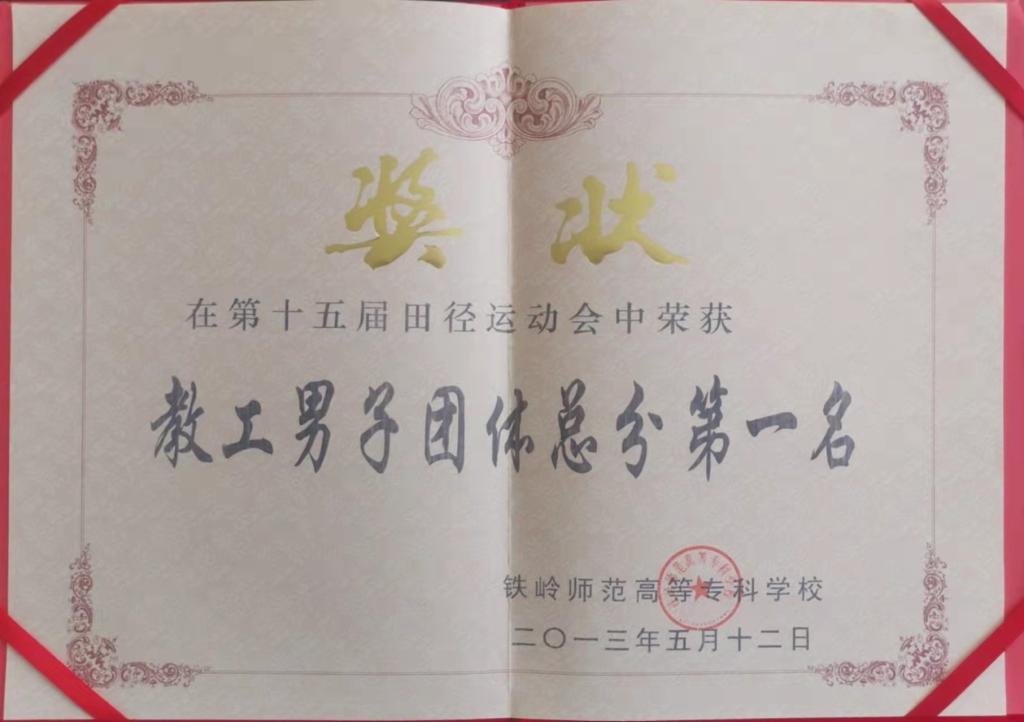 奖状
在第十五届田径运动会中荣获
教工男子团体总分第一名
铁岭师范高等专科学校
二〇一三年五月十二日